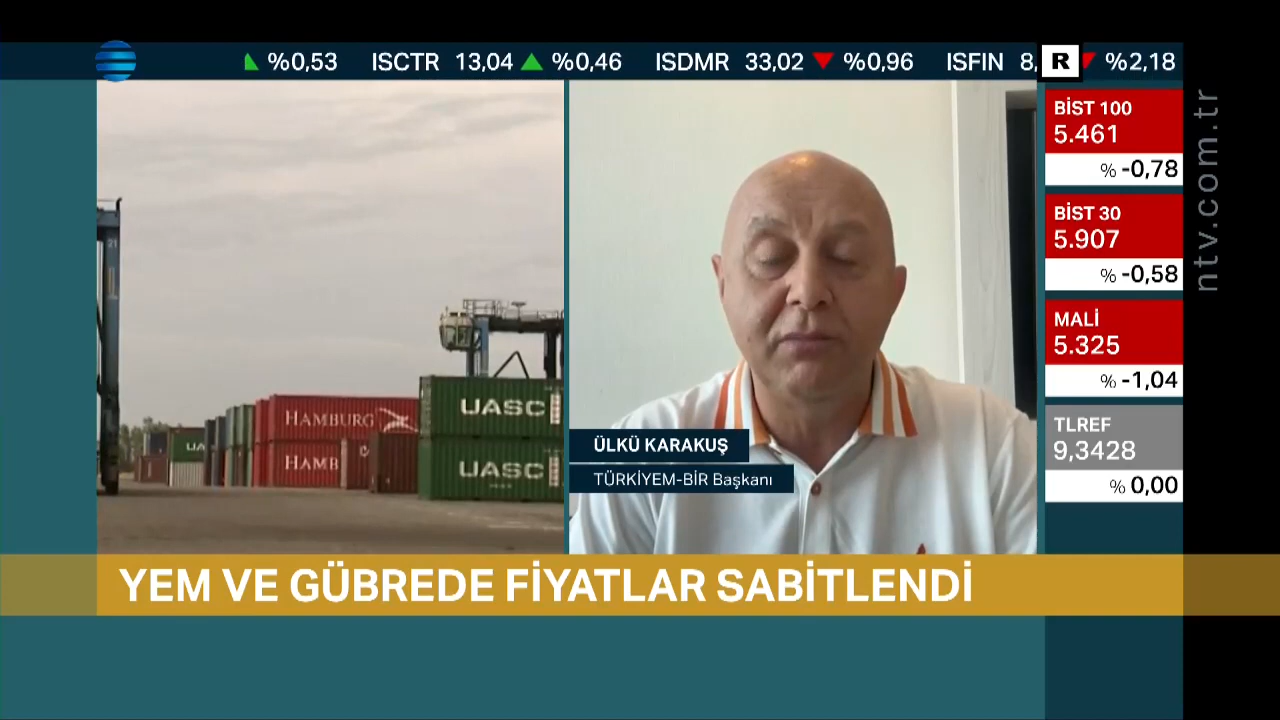 %0,53 ISCTR 13,04 %0,46 ISDMR 33,02 %0,96 ISFIN 8, R %2,18
BİST 100
5.461
% -0,78
BİST 30
5.907
% -0,58
MALİ
5.325
% -1,04
TLREF
9,3428
% 0,00
ntv.com.tr
HAMBURG
HAMB
UASC
UASC
UA
ÜLKÜ KARAKUŞ
TÜRKİYEM-BİR Başkanı
YEM VE GÜBREDE FİYATLAR SABİTLENDİ